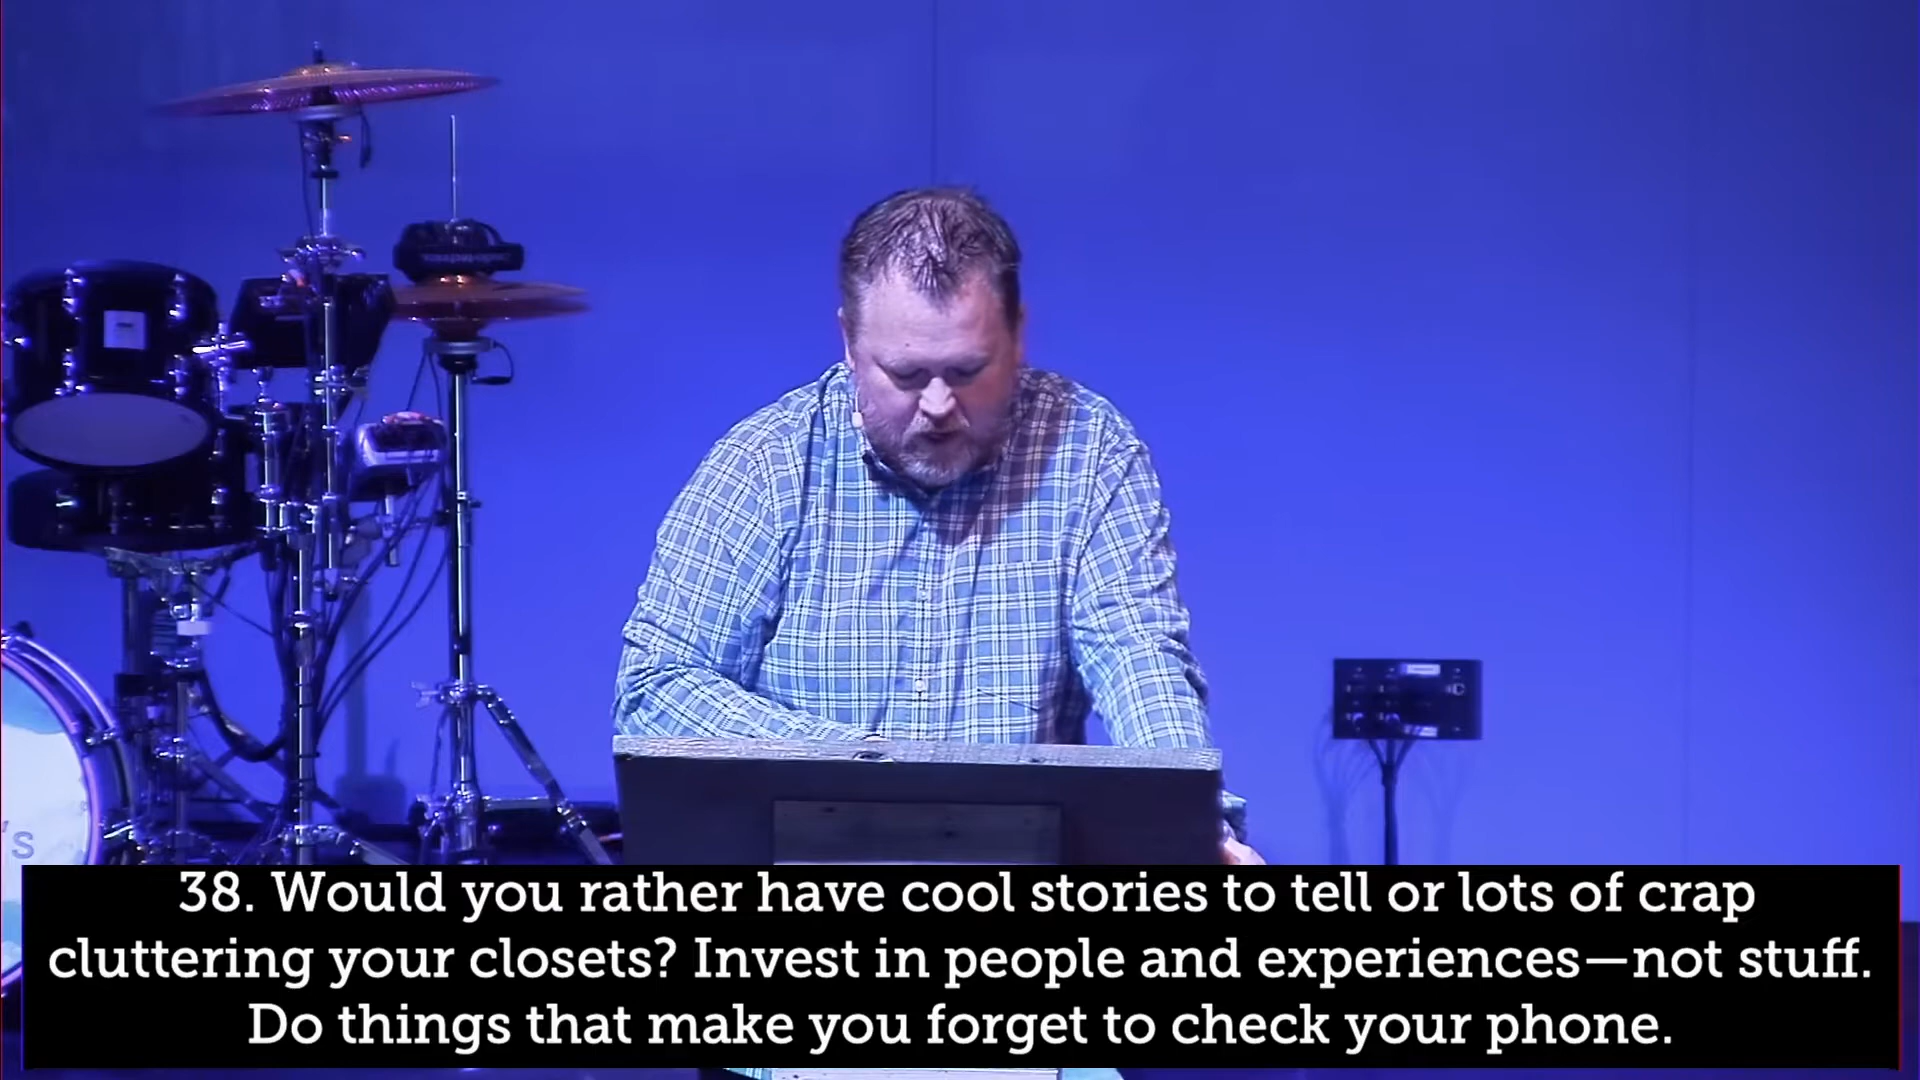 'S
38. Would you rather have cool stories to tell or lots of crap
cluttering your closets? Invest in people and experiences—not stuff.
Do things that make you forget to check your phone.